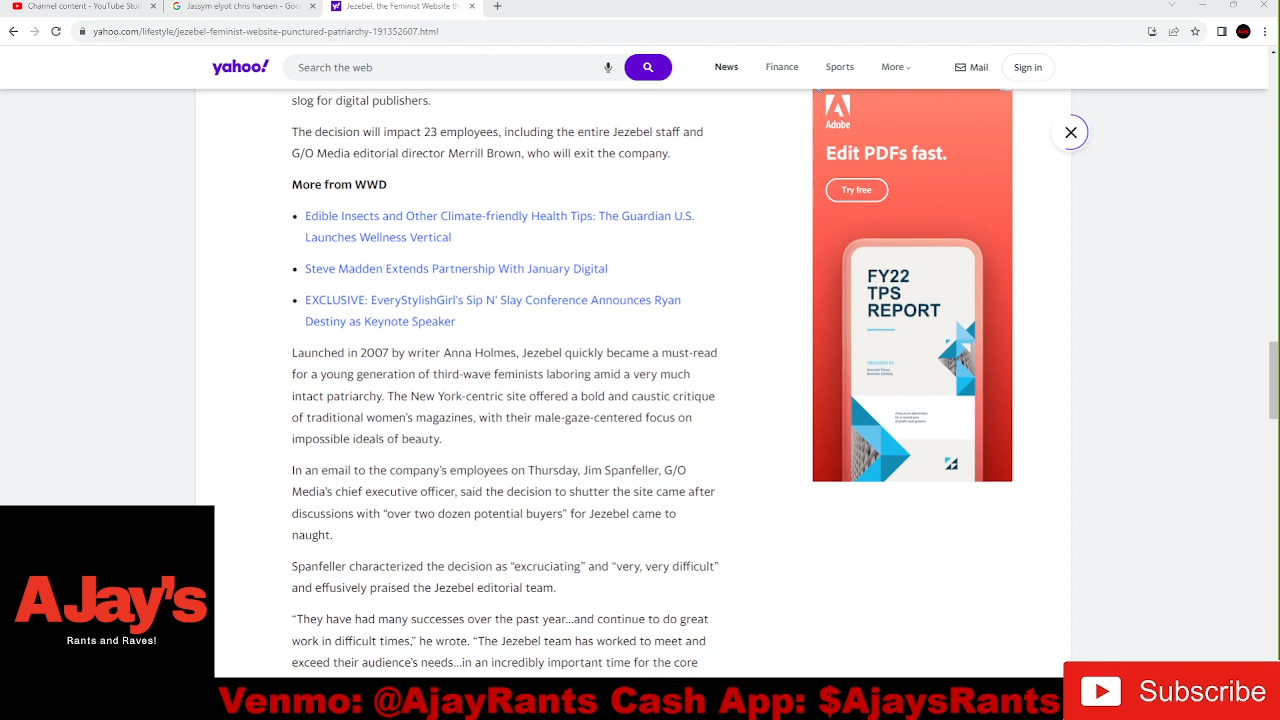 Channel content - YouTube Stu
Jassym elyot chris hansen - Goo
Jezebel, the Feminist Website th
yahoo.com/lifestyle/jezebel-feminist-website-punctured-patriarchy-191352607.html
yahoo!
Search the web
News
Finance
Sports
More
Mail
Sign in
slog for digital publishers.
The decision will impact 23 employees, including the entire Jezebel staff and
G/O Media editorial director Merrill Brown, who will exit the company.
More from WWD
• Edible Insects and Other Climate-friendly Health Tips: The Guardian U.S.
Launches Wellness Vertical
• Steve Madden Extends Partnership With January Digital
• EXCLUSIVE: EveryStylishGirl's Sip N' Slay Conference Announces Ryan
Destiny as Keynote Speaker
Launched in 2007 by writer Anna Holmes, Jezebel quickly became a must-read
for a young generation of third-wave feminists laboring amid a very much
intact patriarchy. The New York-centric site offered a bold and caustic critique
of traditional women's magazines, with their male-gaze-centered focus on
impossible ideals of beauty.
In an email to the company's employees on Thursday, Jim Spanfeller, G/O
Media's chief executive officer, said the decision to shutter the site came after
discussions with “over two dozen potential buyers” for Jezebel came to
naught.
Spanfeller characterized the decision as “excruciating” and “very, very difficult”
and effusively praised the Jezebel editorial team.
“They have had many successes over the past year…and continue to do great
work in difficult times,” he wrote. “The Jezebel team has worked to meet and
exceed their audience's needs…in an incredibly important time for the core
Adobe
Edit PDFs fast.
Try free
FY22
TPS
REPORT
AJay's
Rants and Raves!
Venmo: @AjayRants Cash App: $AjaysRants
Subscribe